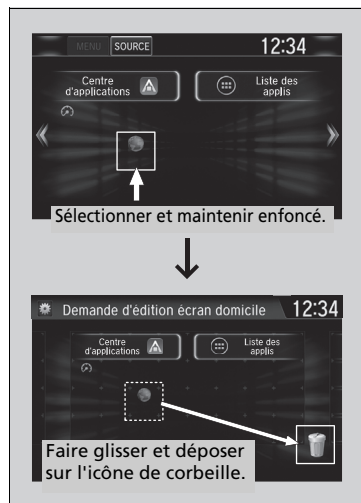 MENU SOURCE 12:34
Centre
d'applications
Liste des
applis
Sélectionner et maintenir enfoncé.
Demande d'édition écran domicile 12:34
Centre
d'applications
Liste des
applis
Faire glisser et déposer
sur l'icône de corbeille.